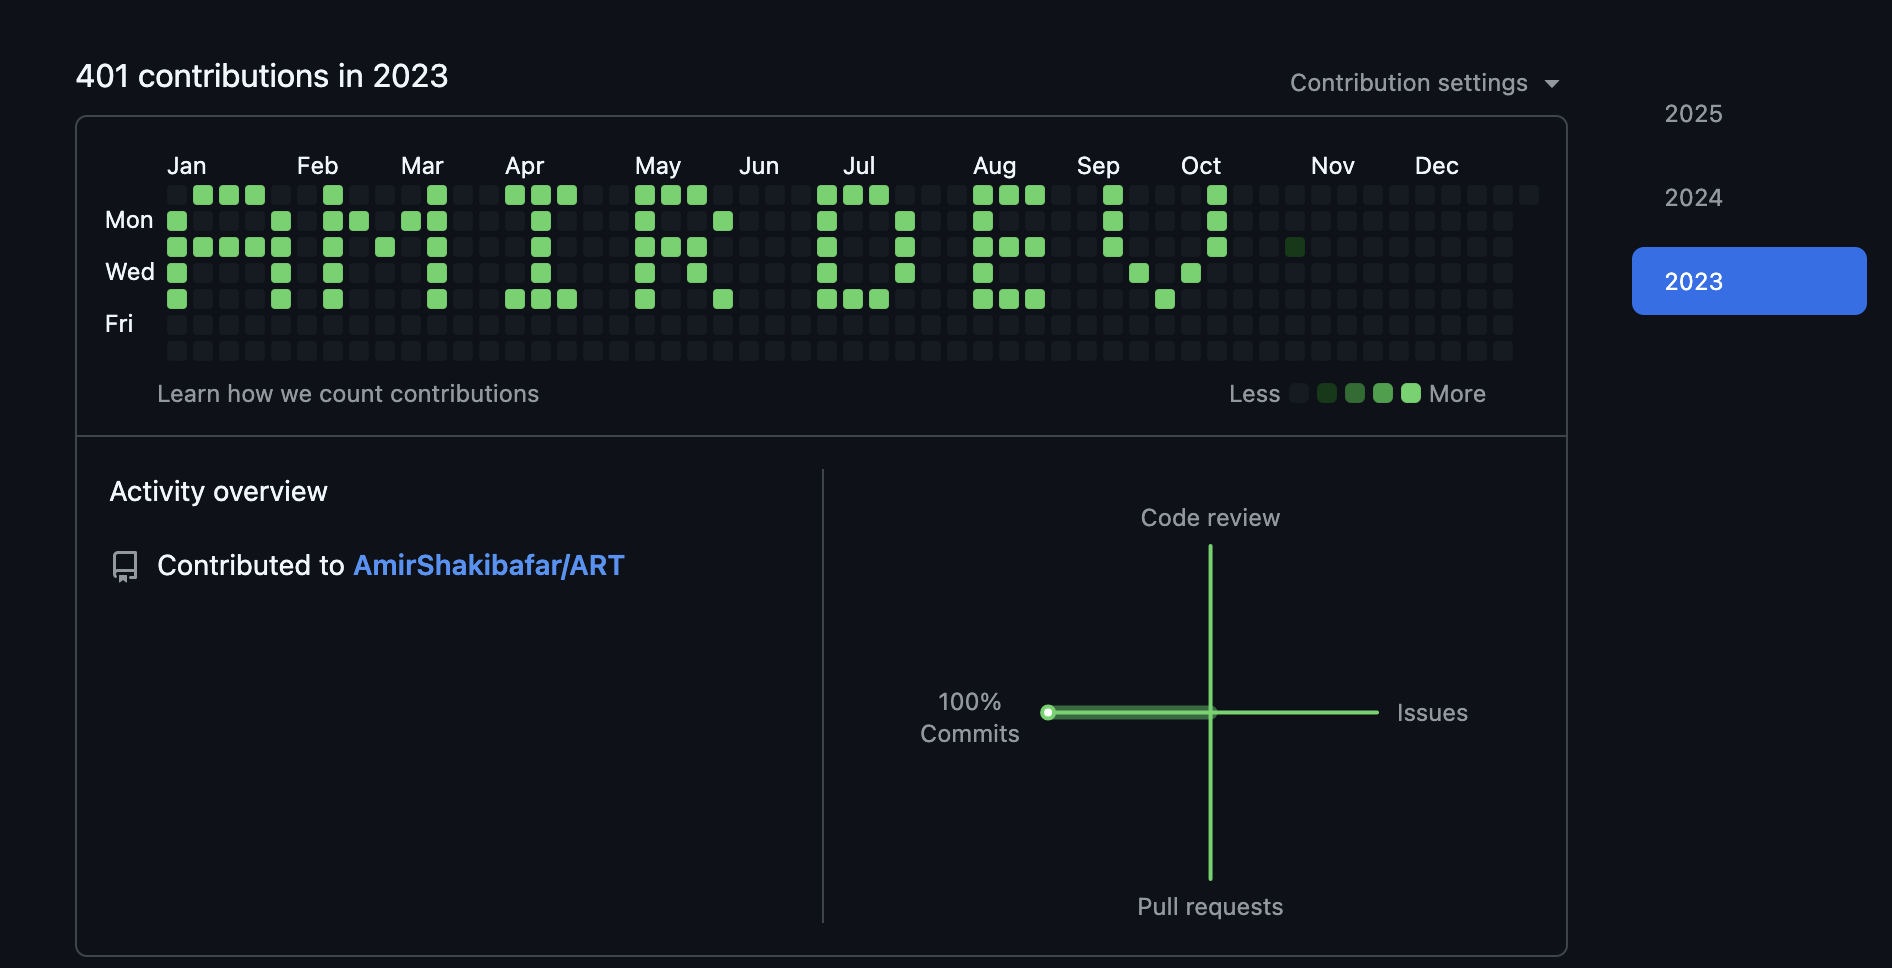 401 contributions in 2023
Contribution settings
2025
2024
2023
Jan Feb Mar Apr May Jun Jul Aug Sep Oct Nov Dec
Mon
Wed
Fri
AMIR DEV
Learn how we count contributions
Less More
Activity overview
Contributed to AmirShakibafar/ART
Code review
100%
Commits
Issues
Pull requests